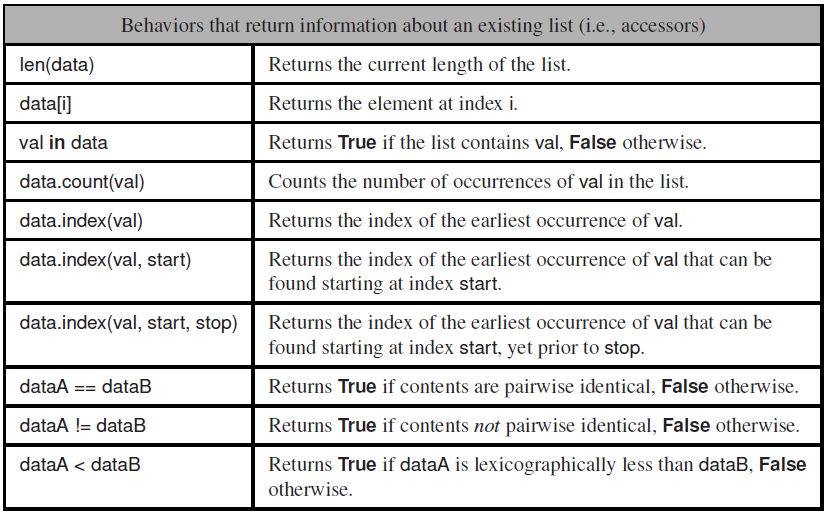 Behaviors that return information about an existing list (i.e., accessors)
len(data) Returns the current length of the list.
data[i] Returns the element at index i.
val in data Returns True if the list contains val, False otherwise.
data.count(val) Counts the number of occurrences of val in the list.
data.index(val) Returns the index of the earliest occurrence of val.
data.index(val, start) Returns the index of the earliest occurrence of val that can be
found starting at index start.
data.index(val, start, stop) Returns the index of the earliest occurrence of val that can be
found starting at index start, yet prior to stop.
dataA == dataB Returns True if contents are pairwise identical, False otherwise.
dataA != dataB Returns True if contents not pairwise identical, False otherwise.
dataA < dataB Returns True if dataA is lexicographically less than dataB, False
otherwise.